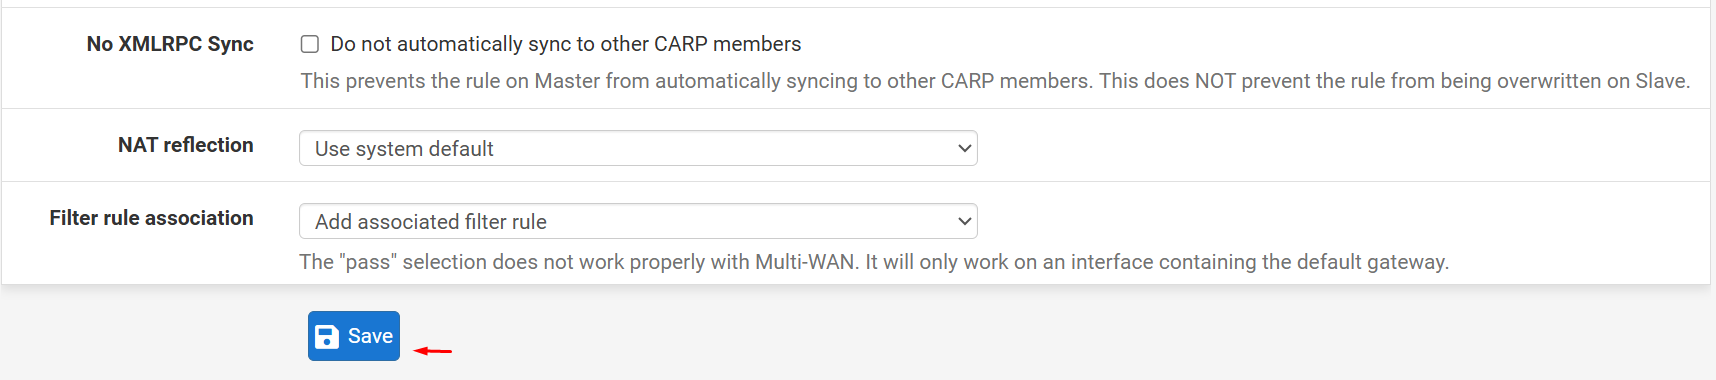 No XMLRPC Sync
Do not automatically sync to other CARP members
This prevents the rule on Master from automatically syncing to other CARP members. This does NOT prevent the rule from being overwritten on Slave.
NAT reflection
Use system default
Filter rule association
Add associated filter rule
The "pass" selection does not work properly with Multi-WAN. It will only work on an interface containing the default gateway.
Save